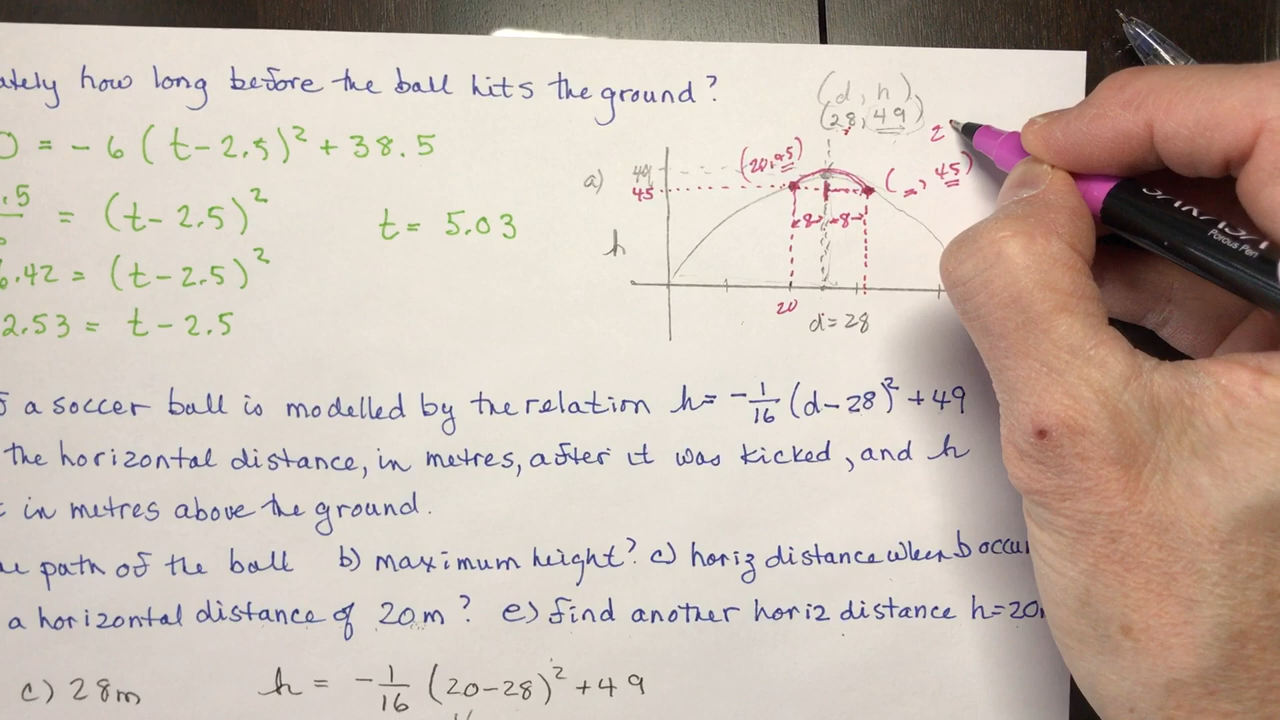 ately how long before the ball hits the ground?
0 = -6 (t-2.5)² + 38.5
.5 = (t-2.5)²
6.42 = (t-2.5)²
2.53 = t-2.5
t = 5.03
(d, h)
(28, 49)
2
(20,45)
a) 49
45
( _, 45)
←8→ ←8→
h
20
d=28
Porous Pen
a soccer ball is modelled by the relation h= -1/16 (d-28)² +49
the horizontal distance, in metres, after it was kicked, and h
in metres above the ground.
path of the ball b) maximum height? c) horiz distance when b occur
a horizontal distance of 20m? e) find another horiz distance h=20
c) 28m h = -1/16 (20-28)² +49